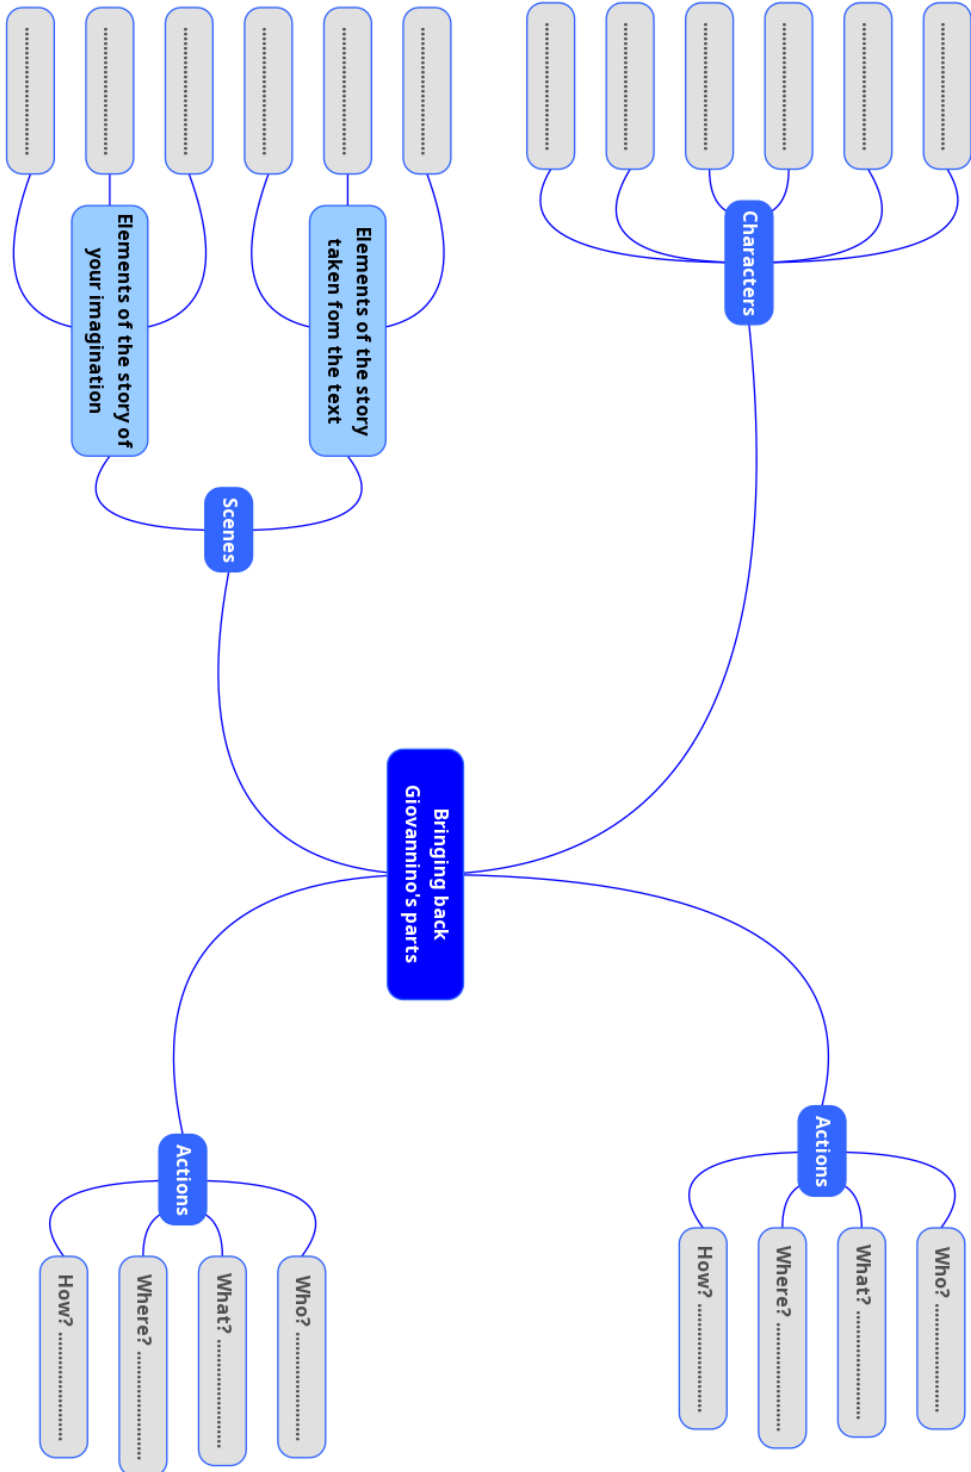 Bringing back
Giovannino's parts
Characters
........................................
........................................
........................................
........................................
........................................
........................................
Scenes
Elements of the story
taken fom the text
........................................
........................................
........................................
Elements of the story of
your imagination
........................................
........................................
........................................
Actions
Who? ..................................
What? ..................................
Where? ..................................
How? ..................................
Actions
Who? ..................................
What? ..................................
Where? ..................................
How? ..................................